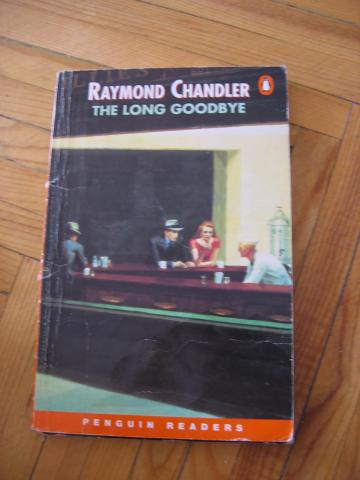 RAYMOND CHANDLER
THE LONG GOODBYE
PENGUIN READERS